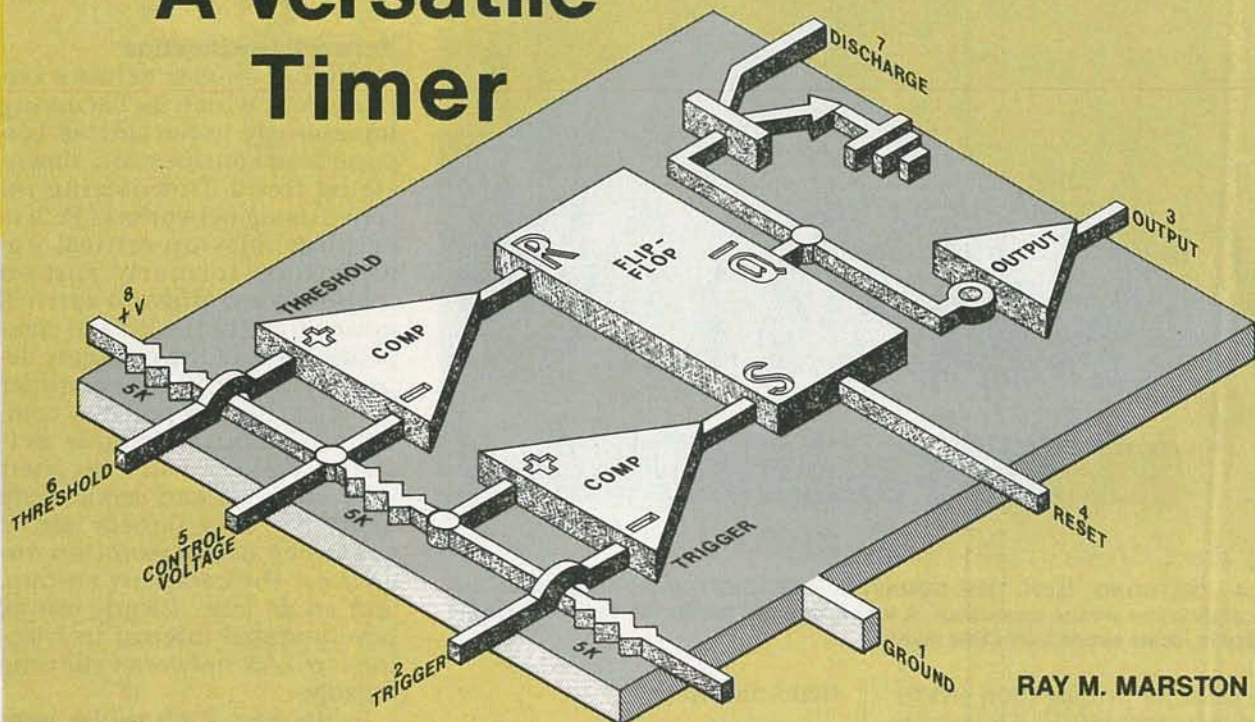 A Versatile
Timer
7
DISCHARGE
3
OUTPUT
OUTPUT
R
FLIP-
FLOP
Q
S
THRESHOLD
+
COMP
-
8
+V
5K
6
THRESHOLD
5
CONTROL
VOLTAGE
5K
+
COMP
-
TRIGGER
4
RESET
2
TRIGGER
5K
1
GROUND
RAY M. MARSTON